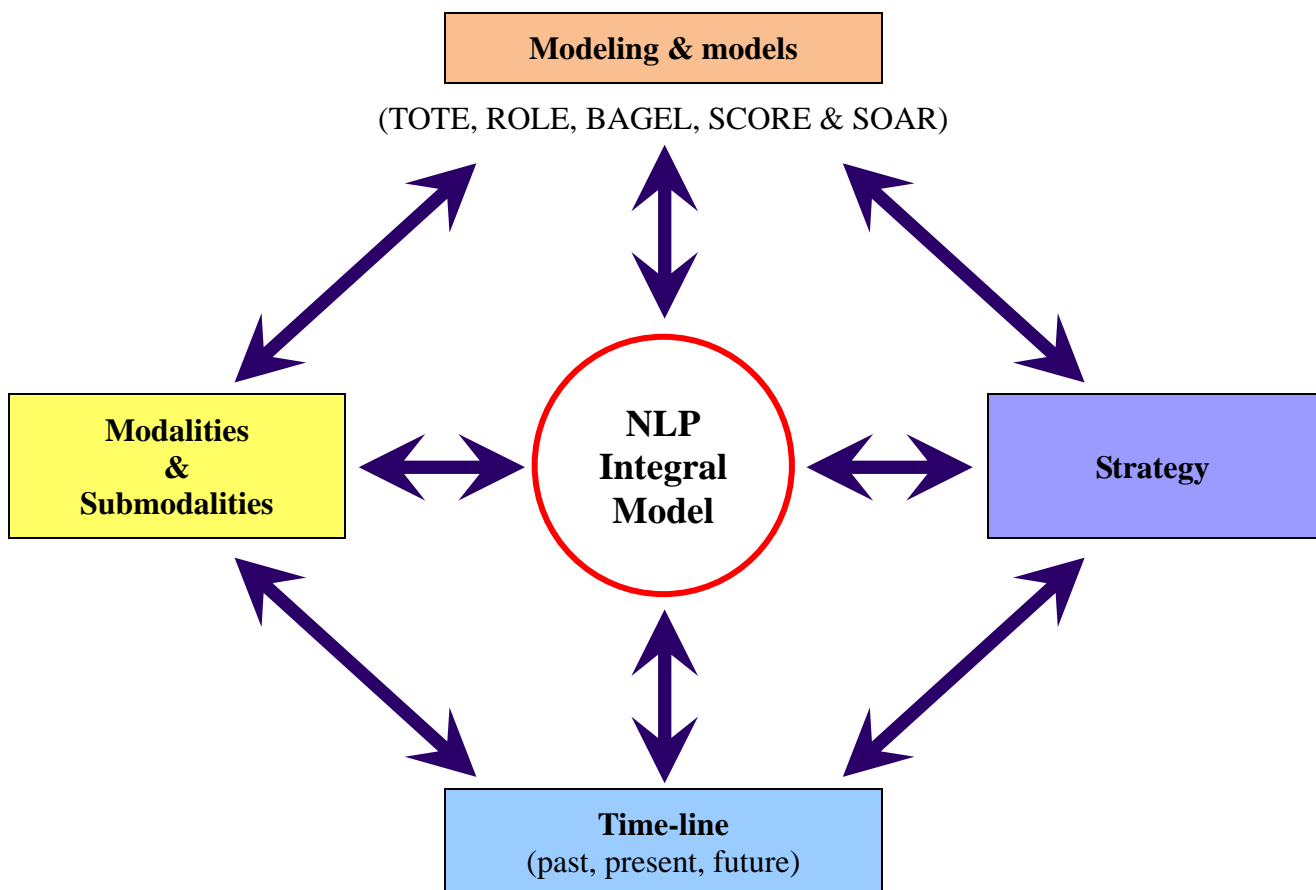 Modeling & models
(TOTE, ROLE, BAGEL, SCORE & SOAR)
Modalities
&
Submodalities
NLP
Integral
Model
Strategy
Time-line
(past, present, future)